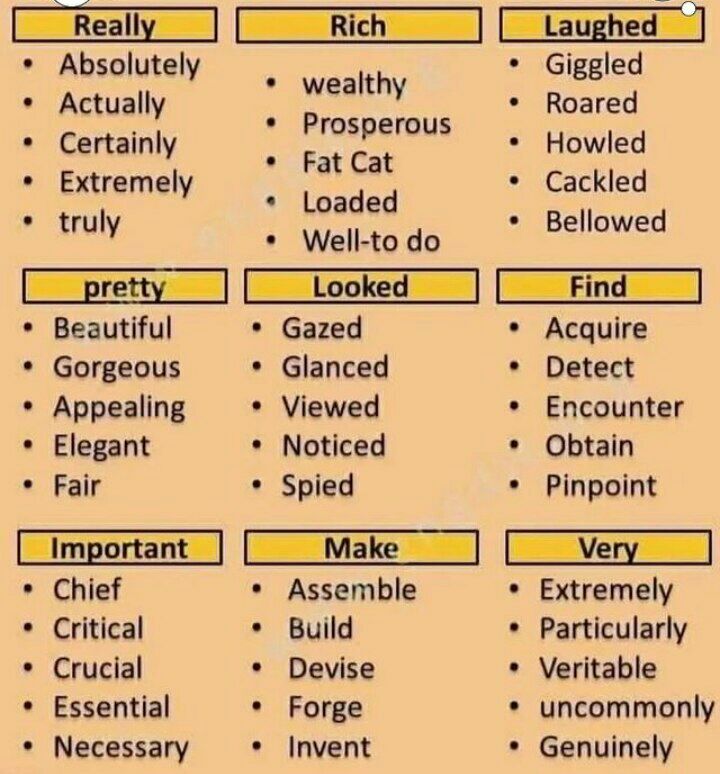 Really
• Absolutely
• Actually
• Certainly
• Extremely
• truly
Rich
• wealthy
• Prosperous
• Fat Cat
• Loaded
• Well-to do
Laughed
• Giggled
• Roared
• Howled
• Cackled
• Bellowed
pretty
• Beautiful
• Gorgeous
• Appealing
• Elegant
• Fair
Looked
• Gazed
• Glanced
• Viewed
• Noticed
• Spied
Find
• Acquire
• Detect
• Encounter
• Obtain
• Pinpoint
Important
• Chief
• Critical
• Crucial
• Essential
• Necessary
Make
• Assemble
• Build
• Devise
• Forge
• Invent
Very
• Extremely
• Particularly
• Veritable
• uncommonly
• Genuinely